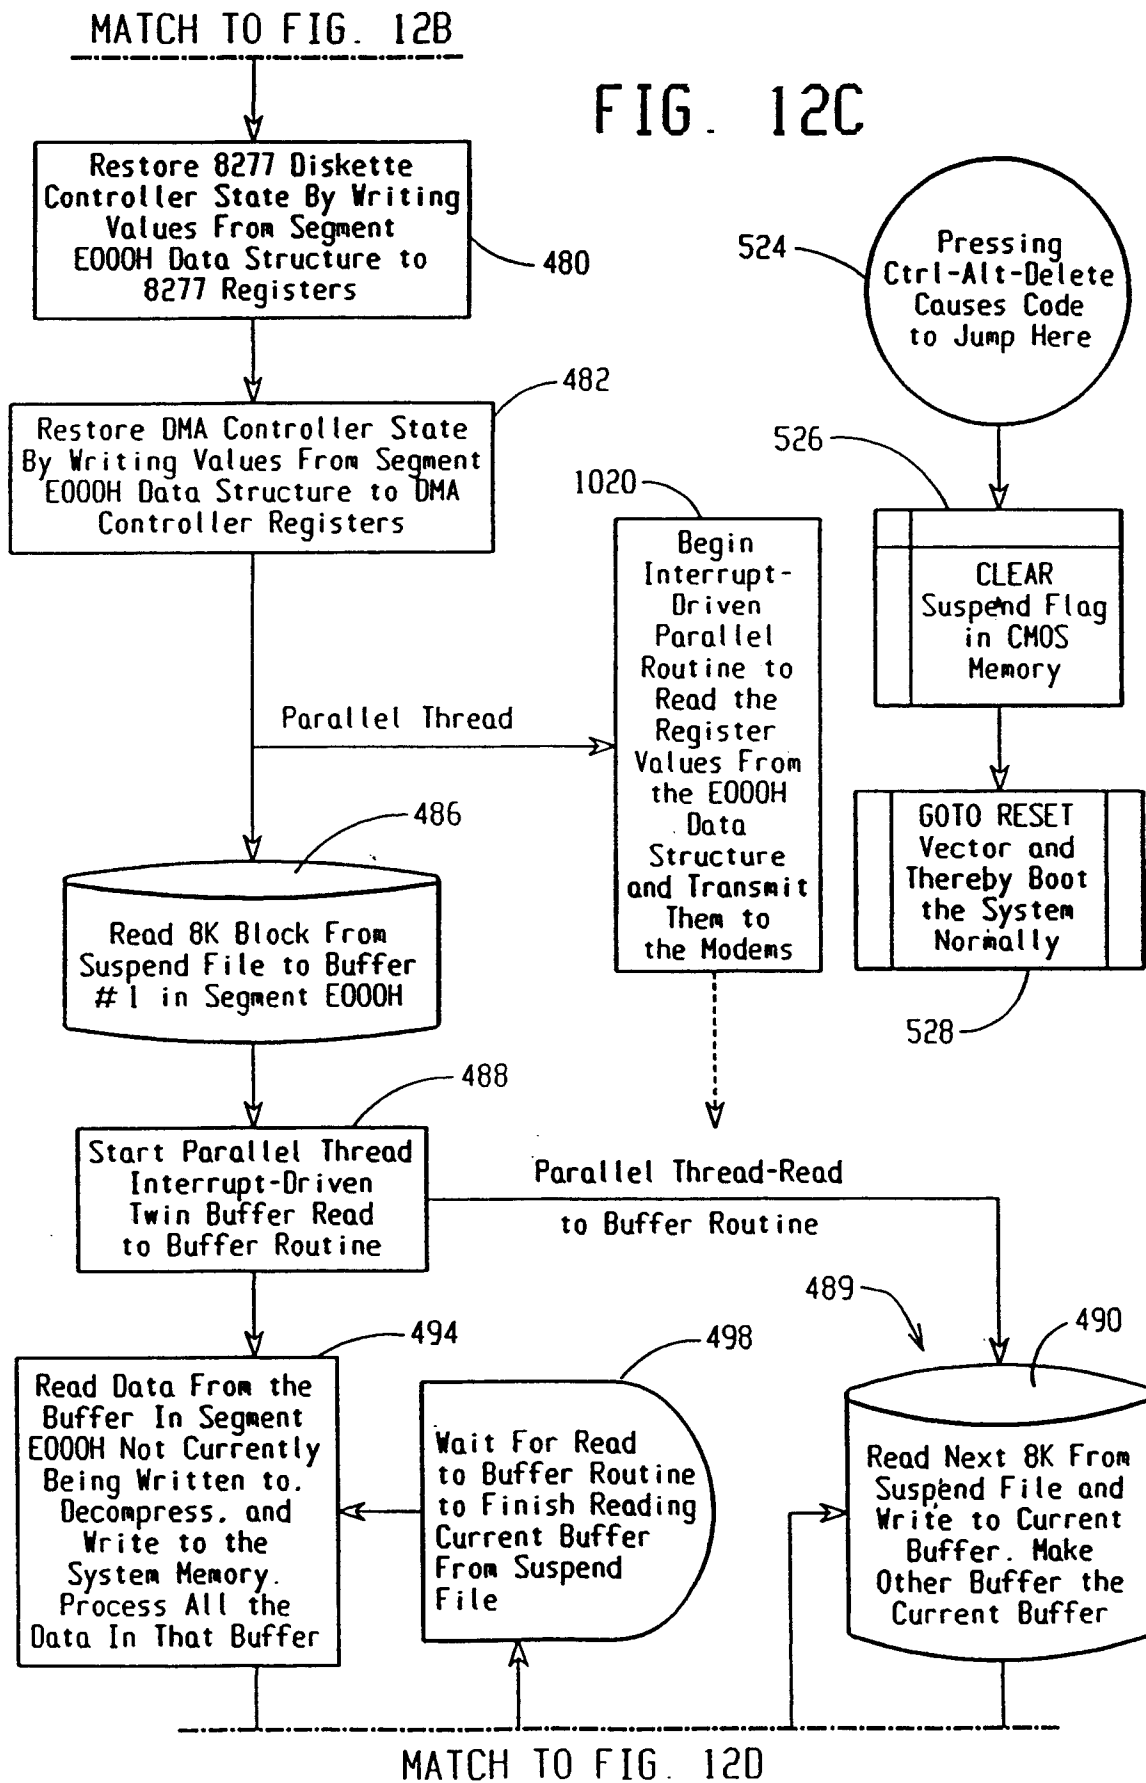 MATCH TO FIG. 12B
FIG. 12C
Restore 8277 Diskette
Controller State By Writing
Values From Segment
E000H Data Structure to
8277 Registers
480
482
Restore DMA Controller State
By Writing Values From Segment
E000H Data Structure to DMA
Controller Registers
Parallel Thread
1020
Begin
Interrupt-
Driven
Parallel
Routine to
Read the
Register
Values From
the E000H
Data
Structure
and Transmit
Them to
the Modems
524
Pressing
Ctrl-Alt-Delete
Causes Code
to Jump Here
526
CLEAR
Suspend Flag
in CMOS
Memory
GOTO RESET
Vector and
Thereby Boot
the System
Normally
528
486
Read 8K Block From
Suspend File to Buffer
#1 in Segment E000H
488
Start Parallel Thread
Interrupt-Driven
Twin Buffer Read
to Buffer Routine
Parallel Thread-Read
to Buffer Routine
494
Read Data From the
Buffer In Segment
E000H Not Currently
Being Written to,
Decompress, and
Write to the
System Memory.
Process All the
Data In That Buffer
498
Wait For Read
to Buffer Routine
to Finish Reading
Current Buffer
From Suspend
File
489
490
Read Next 8K From
Suspend File and
Write to Current
Buffer. Make
Other Buffer the
Current Buffer
MATCH TO FIG. 12D